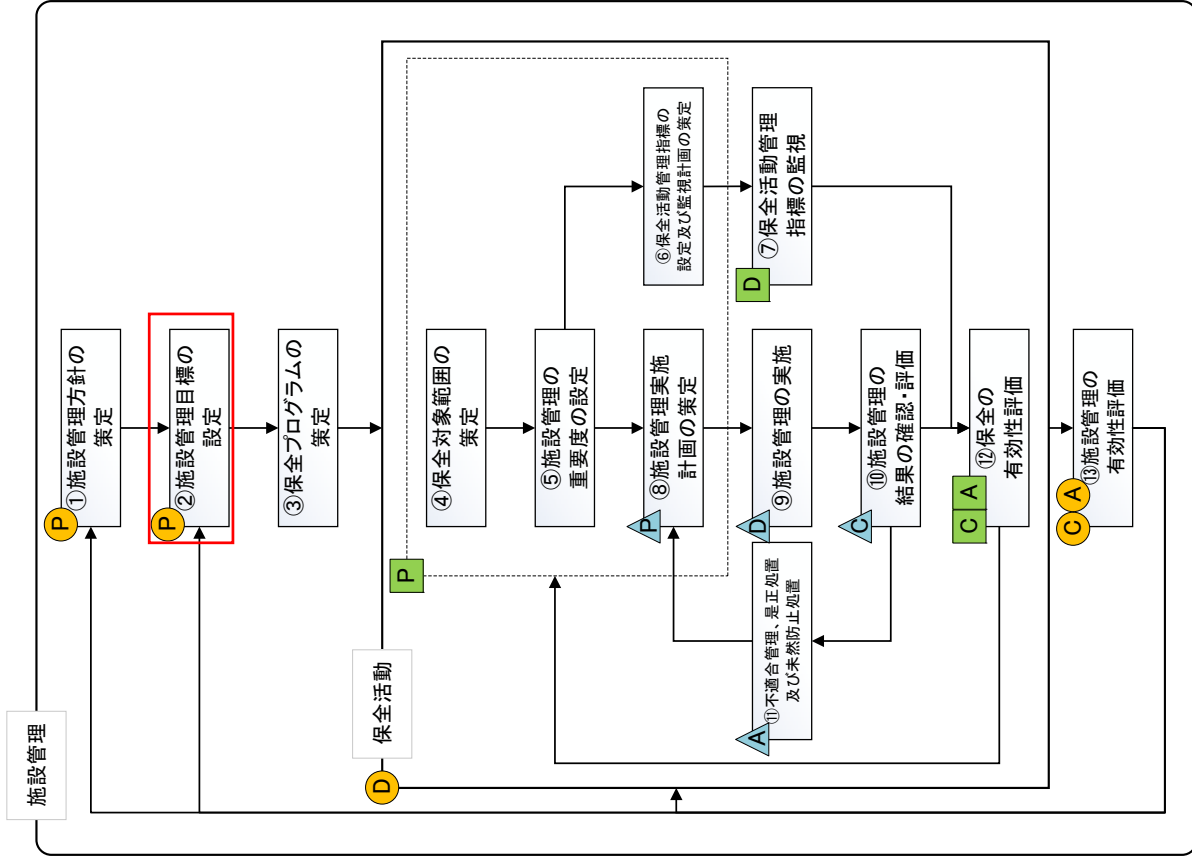 施設管理
P
①施設管理方針の
策定
P
②施設管理目標の
設定
③保全プログラムの
策定
D
保全活動
P
④保全対象範囲の
策定
⑤施設管理の
重要度の設定
⑥保全活動管理指標の
設定及び監視計画の策定
D
⑦保全活動管理
指標の監視
P
⑧施設管理実施
計画の策定
D
⑨施設管理の実施
C
⑩施設管理の
結果の確認・評価
A
⑪不適合管理、是正処置
及び未然防止処置
C A
⑫保全の
有効性評価
C A
⑬施設管理の
有効性評価